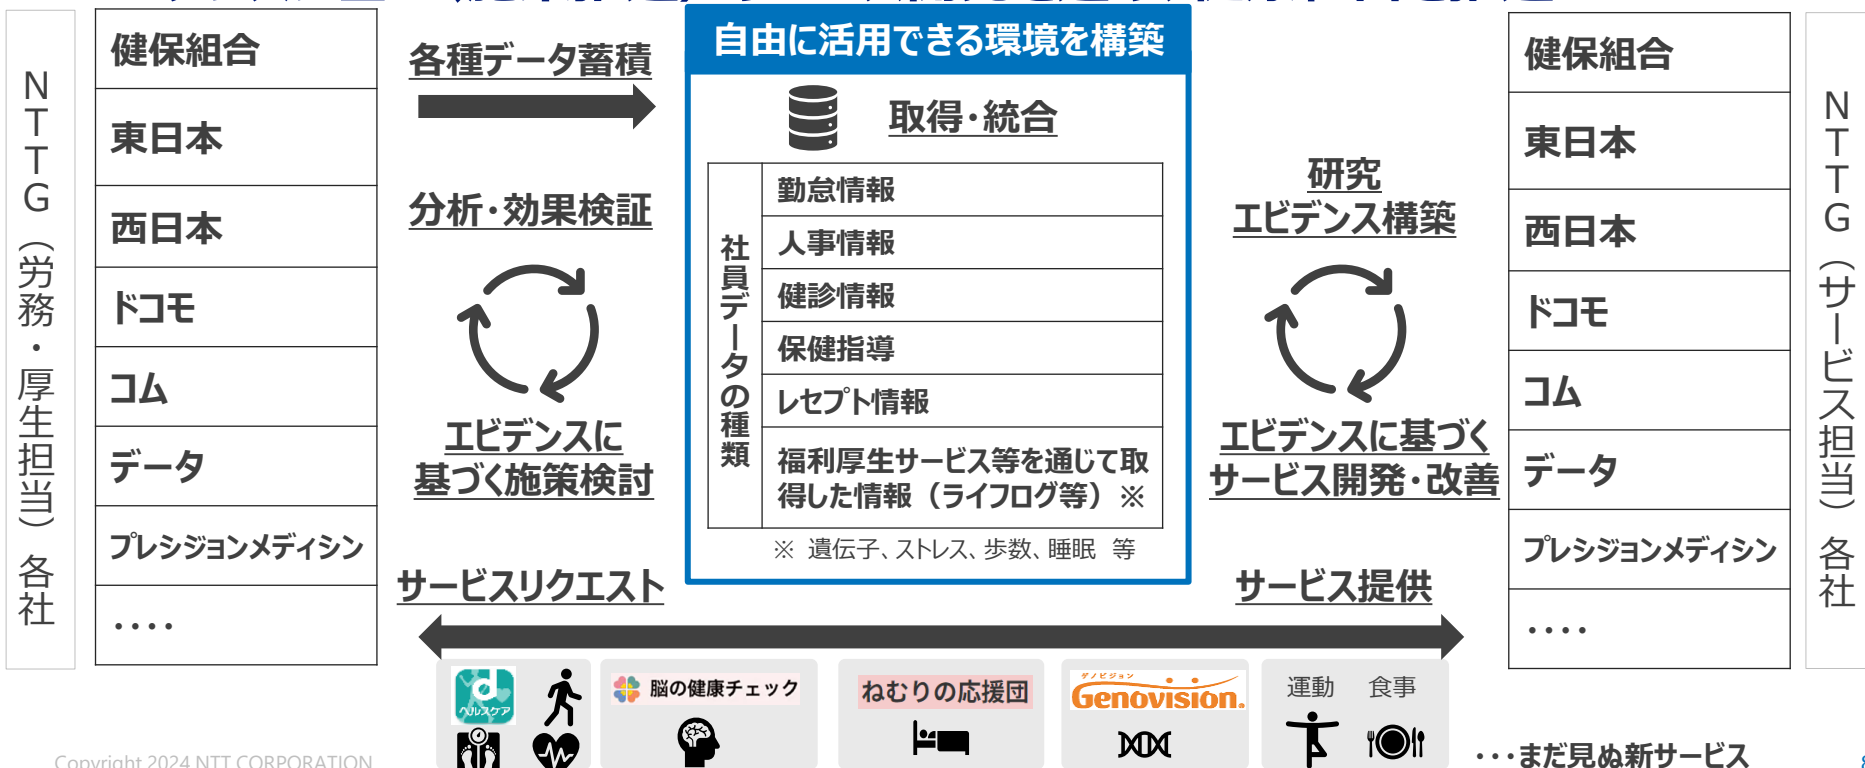 NTTG（労務・厚生担当）各社
健保組合
東日本
西日本
ドコモ
コム
データ
プレシジョンメディシン
‥‥
各種データ蓄積
分析・効果検証
エビデンスに
基づく施策検討
サービスリクエスト
自由に活用できる環境を構築
取得・統合
社員データの種類
勤怠情報
人事情報
健診情報
保健指導
レセプト情報
福利厚生サービス等を通じて取
得した情報（ライフログ等）※
※ 遺伝子、ストレス、歩数、睡眠 等
研究
エビデンス構築
エビデンスに基づく
サービス開発・改善
サービス提供
健保組合
東日本
西日本
ドコモ
コム
データ
プレシジョンメディシン
‥‥
NTTG（サービス担当）各社
d
ヘルスケア
脳の健康チェック
ねむりの応援団
ゲノビジョン
Genovision.
運動 食事
･･･まだ見ぬ新サービス
Copyright 2024 NTT CORPORATION